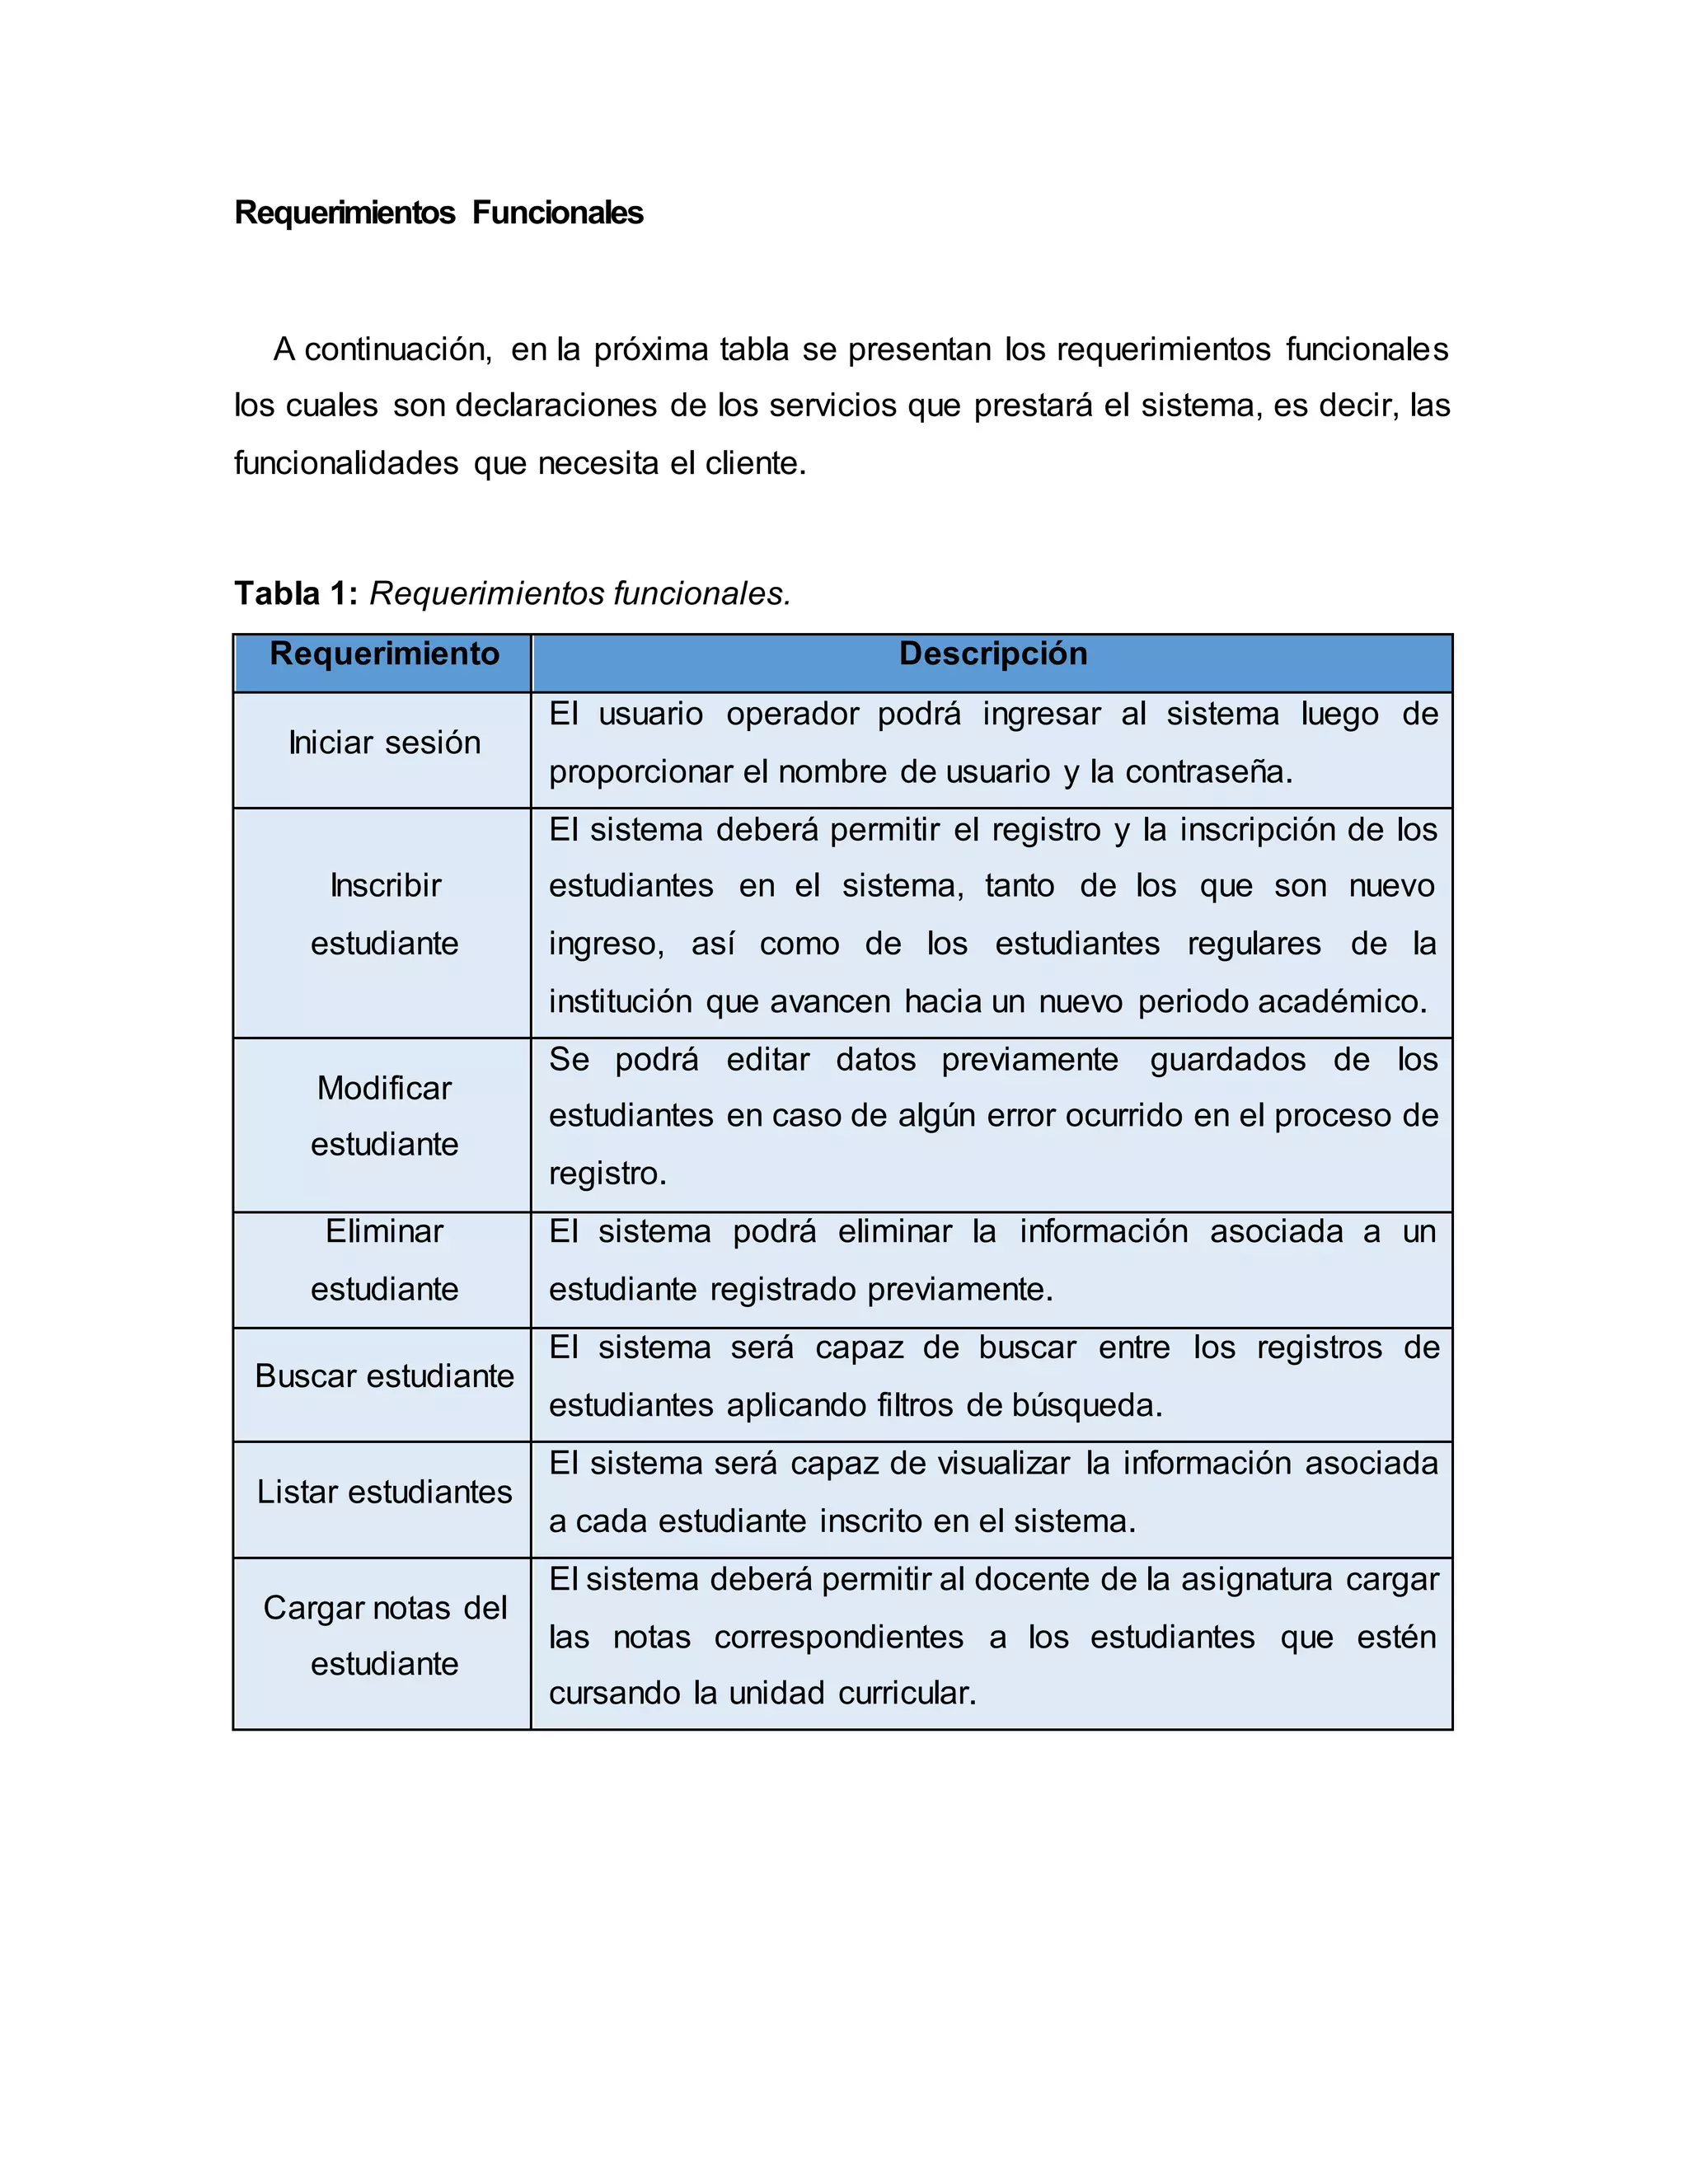 Requerimientos Funcionales
A continuación, en la próxima tabla se presentan los requerimientos funcionales
los cuales son declaraciones de los servicios que prestará el sistema, es decir, las
funcionalidades que necesita el cliente.
Tabla 1: Requerimientos funcionales.
Requerimiento
Descripción
Iniciar sesión
El usuario operador podrá ingresar al sistema luego de
proporcionar el nombre de usuario y la contraseña.
Inscribir
estudiante
El sistema deberá permitir el registro y la inscripción de los
estudiantes en el sistema, tanto de los que son nuevo
ingreso, así como de los estudiantes regulares de la
institución que avancen hacia un nuevo periodo académico.
Modificar
estudiante
Se podrá editar datos previamente guardados de los
estudiantes en caso de algún error ocurrido en el proceso de
registro.
Eliminar
estudiante
El sistema podrá eliminar la información asociada a un
estudiante registrado previamente.
Buscar estudiante
El sistema será capaz de buscar entre los registros de
estudiantes aplicando filtros de búsqueda.
Listar estudiantes
El sistema será capaz de visualizar la información asociada
a cada estudiante inscrito en el sistema.
Cargar notas del
estudiante
El sistema deberá permitir al docente de la asignatura cargar
las notas correspondientes a los estudiantes que estén
cursando la unidad curricular.